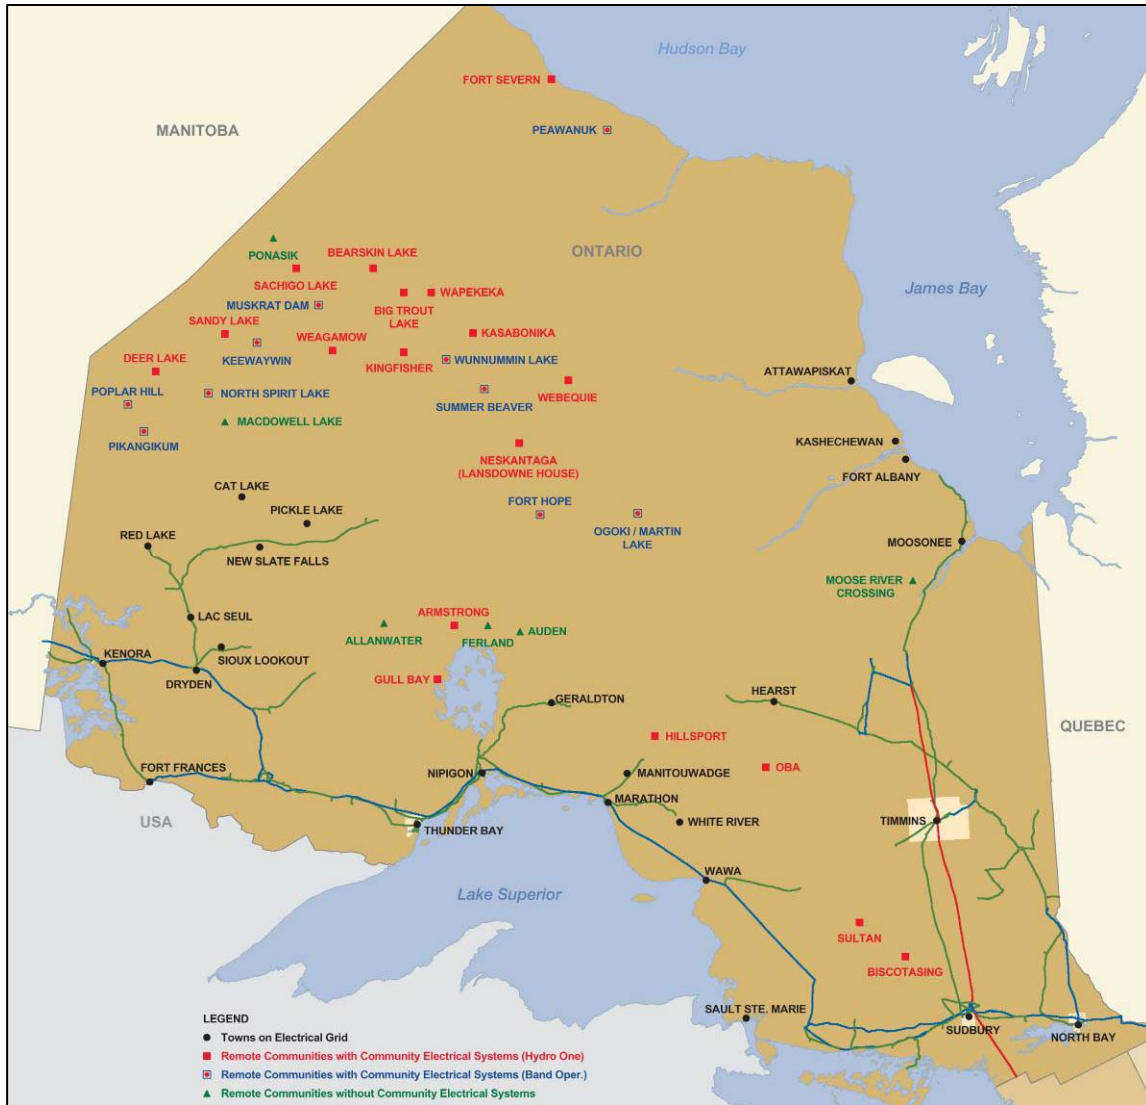 Hudson Bay
FORT SEVERN
MANITOBA
PEAWANUK
PONASIK
BEARSKIN LAKE
ONTARIO
SACHIGO LAKE
James Bay
WAPEKEKA
MUSKRAT DAM
BIG TROUT
LAKE
SANDY LAKE
WEAGAMOW
KASABONIKA
KEEWAYWIN
DEER LAKE
KINGFISHER
WUNNUMMIN LAKE
ATTAWAPISKAT
POPLAR HILL
NORTH SPIRIT LAKE
SUMMER BEAVER
WEBEQUIE
MACDOWELL LAKE
PIKANGIKUM
KASHECHEWAN
NESKANTAGA
(LANSDOWNE HOUSE)
FORT ALBANY
CAT LAKE
FORT HOPE
PICKLE LAKE
OGOKI / MARTIN
LAKE
RED LAKE
MOOSONEE
NEW SLATE FALLS
MOOSE RIVER
CROSSING
ARMSTRONG
LAC SEUL
ALLANWATER
FERLAND
AUDEN
KENORA
SIOUX LOOKOUT
DRYDEN
GULL BAY
GERALDTON
HEARST
QUEBEC
HILLSPORT
FORT FRANCES
NIPIGON
MANITOUWADGE
OBA
MARATHON
USA
THUNDER BAY
WHITE RIVER
TIMMINS
WAWA
Lake Superior
SULTAN
BISCOTASING
SAULT STE. MARIE
SUDBURY
NORTH BAY
LEGEND
Towns on Electrical Grid
Remote Communities with Community Electrical Systems (Hydro One)
Remote Communities with Community Electrical Systems (Band Oper.)
Remote Communities without Community Electrical Systems